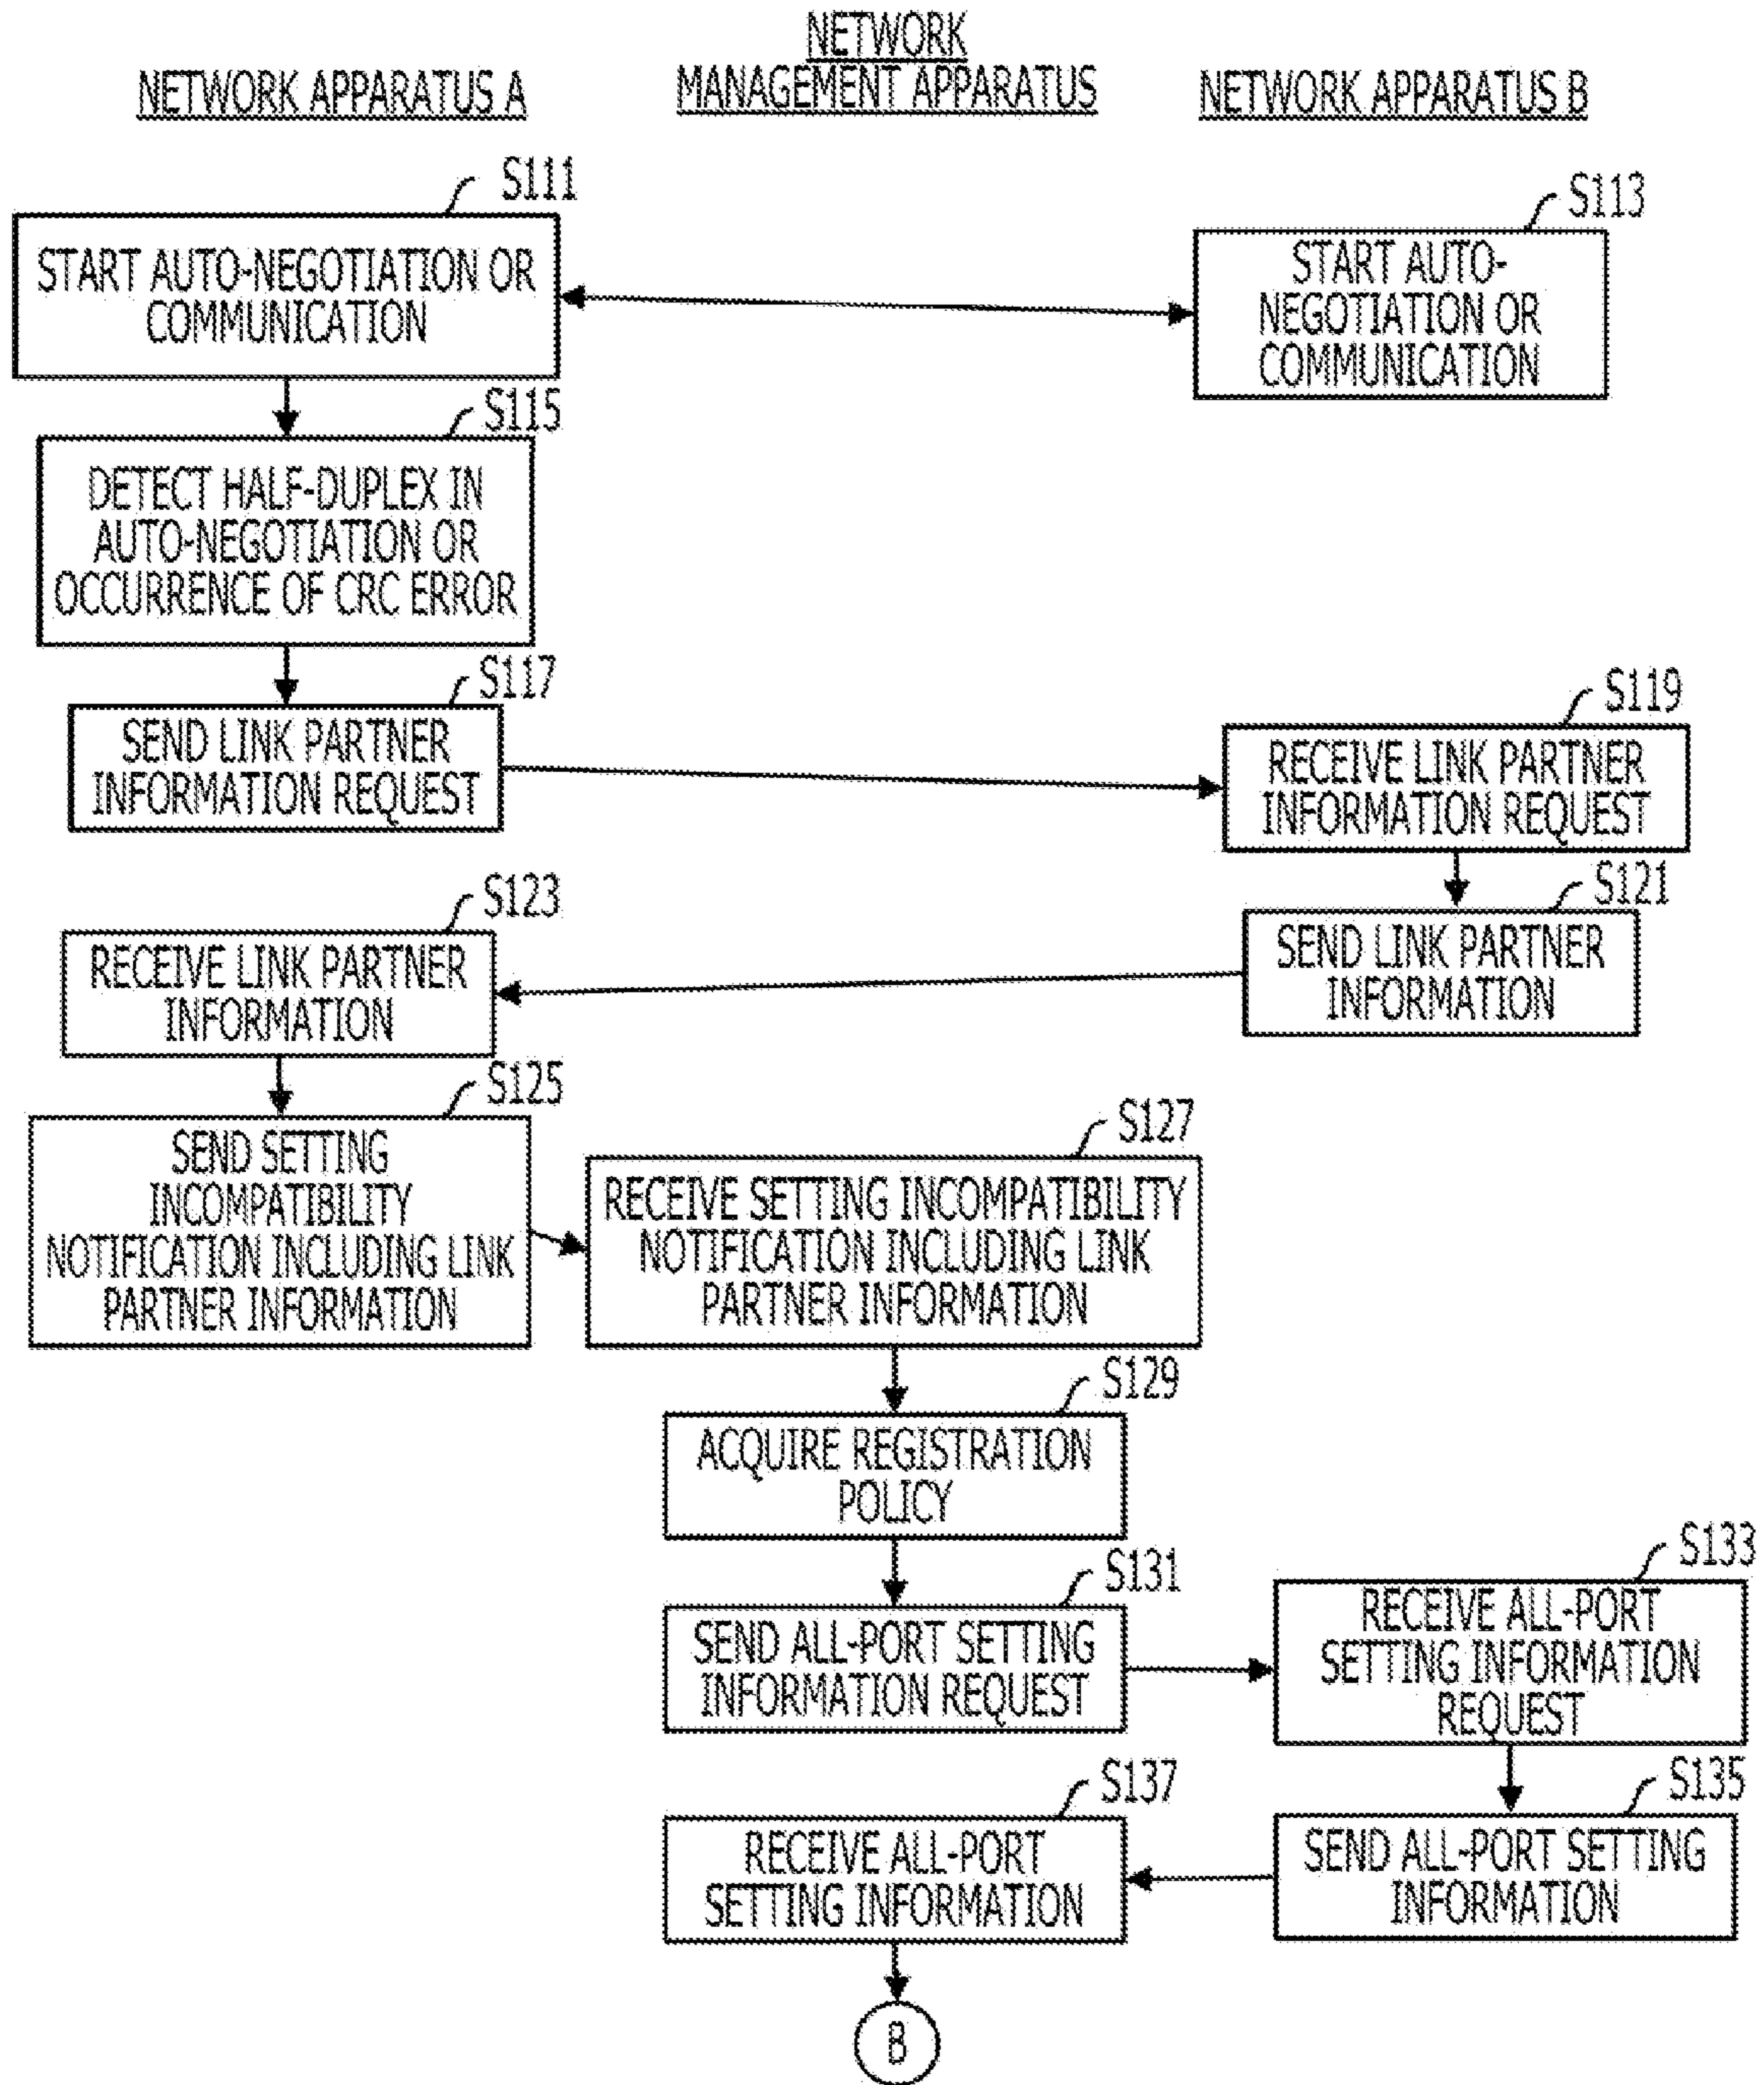 NETWORK APPARATUS A
NETWORK
MANAGEMENT APPARATUS
NETWORK APPARATUS B
S111
START AUTO-NEGOTIATION OR
COMMUNICATION
S113
START AUTO-
NEGOTIATION OR
COMMUNICATION
S115
DETECT HALF-DUPLEX IN
AUTO-NEGOTIATION OR
OCCURRENCE OF CRC ERROR
S117
SEND LINK PARTNER
INFORMATION REQUEST
S119
RECEIVE LINK PARTNER
INFORMATION REQUEST
S121
SEND LINK PARTNER
INFORMATION
S123
RECEIVE LINK PARTNER
INFORMATION
S125
SEND SETTING
INCOMPATIBILITY
NOTIFICATION INCLUDING LINK
PARTNER INFORMATION
S127
RECEIVE SETTING INCOMPATIBILITY
NOTIFICATION INCLUDING LINK
PARTNER INFORMATION
S129
ACQUIRE REGISTRATION
POLICY
S131
SEND ALL-PORT SETTING
INFORMATION REQUEST
S133
RECEIVE ALL-PORT
SETTING INFORMATION
REQUEST
S135
SEND ALL-PORT SETTING
INFORMATION
S137
RECEIVE ALL-PORT
SETTING INFORMATION
B